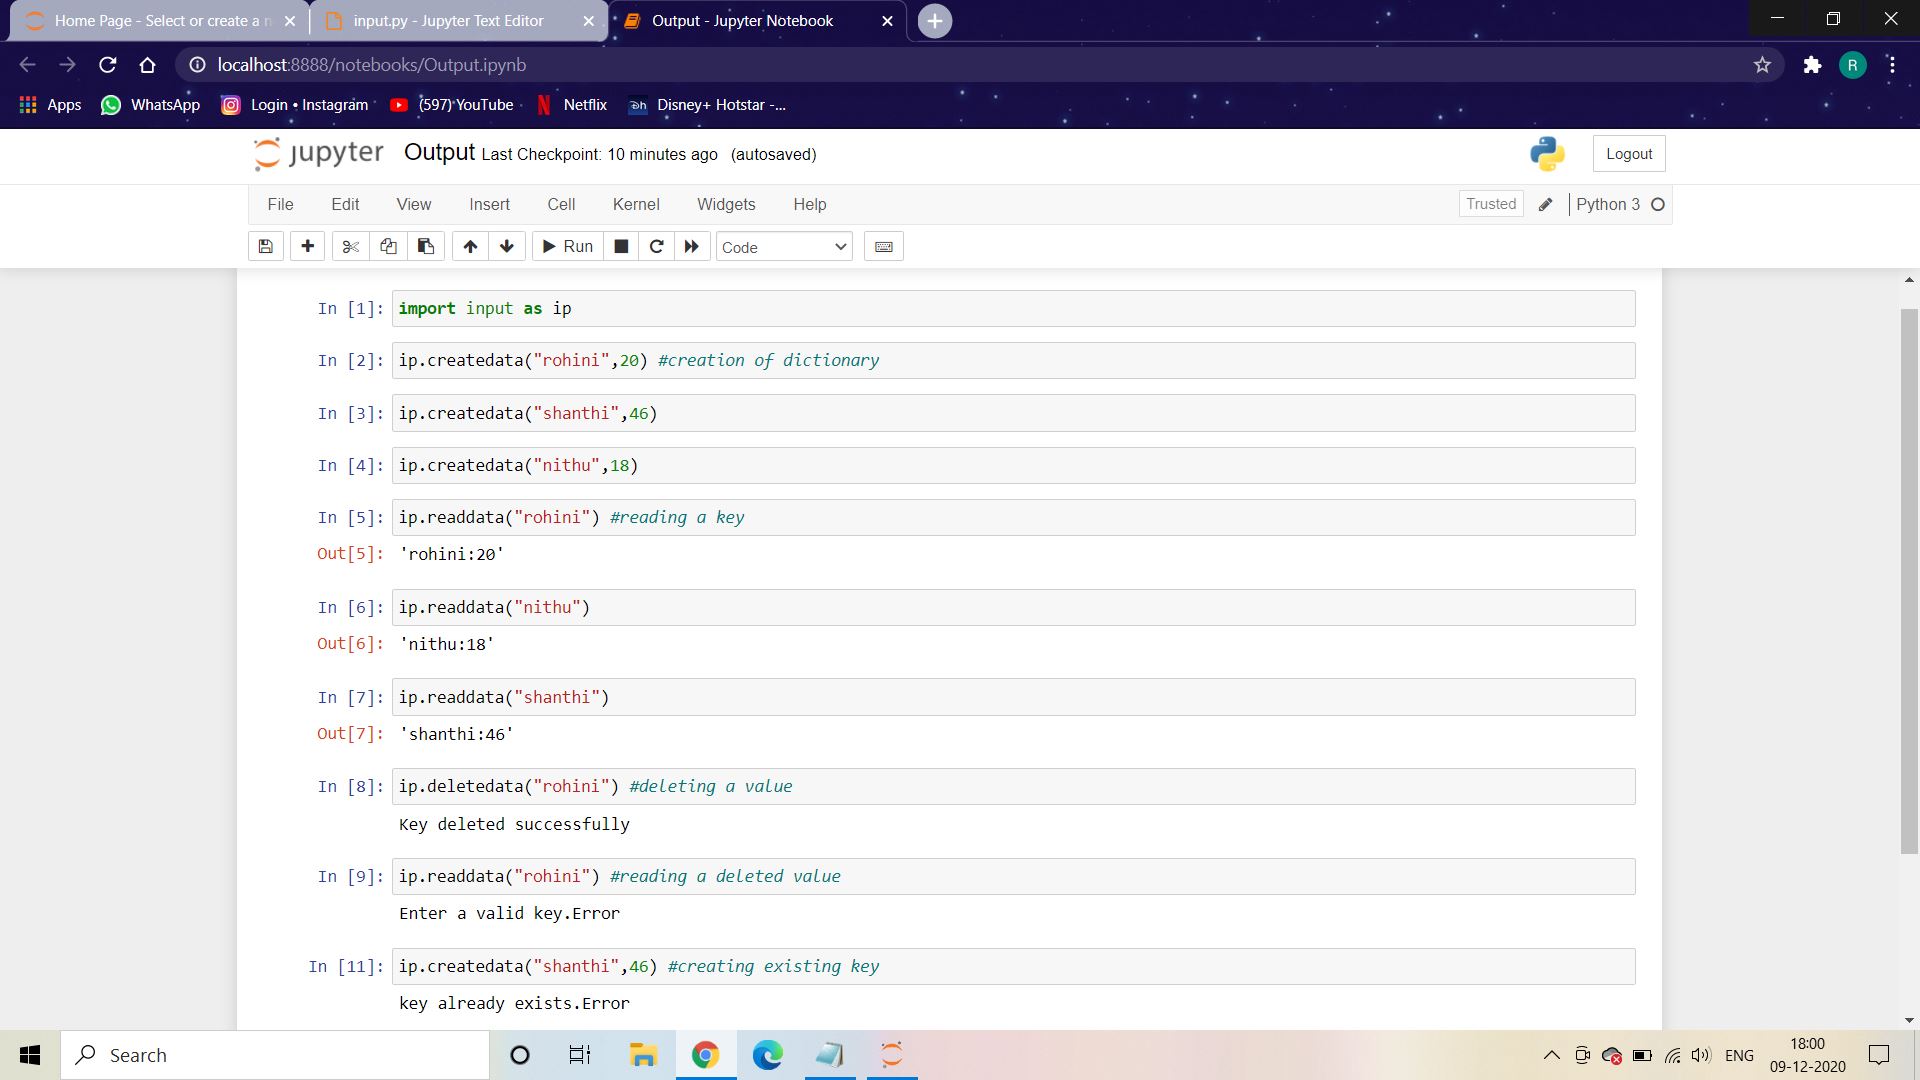 Home Page - Select or create a n
input.py - Jupyter Text Editor
Output - Jupyter Notebook
localhost:8888/notebooks/Output.ipynb
R
Apps
WhatsApp
Login • Instagram
(597) YouTube
Netflix
Disney+ Hotstar -...
jupyter
Output Last Checkpoint: 10 minutes ago (autosaved)
Logout
File Edit View Insert Cell Kernel Widgets Help
Trusted
Python 3
Run
Code
In [1]: import input as ip
In [2]: ip.createdata("rohini",20) #creation of dictionary
In [3]: ip.createdata("shanthi",46)
In [4]: ip.createdata("nithu",18)
In [5]: ip.readdata("rohini") #reading a key
Out[5]: 'rohini:20'
In [6]: ip.readdata("nithu")
Out[6]: 'nithu:18'
In [7]: ip.readdata("shanthi")
Out[7]: 'shanthi:46'
In [8]: ip.deletedata("rohini") #deleting a value
Key deleted successfully
In [9]: ip.readdata("rohini") #reading a deleted value
Enter a valid key.Error
In [11]: ip.createdata("shanthi",46) #creating existing key
key already exists.Error
Search
ENG
18:00
09-12-2020